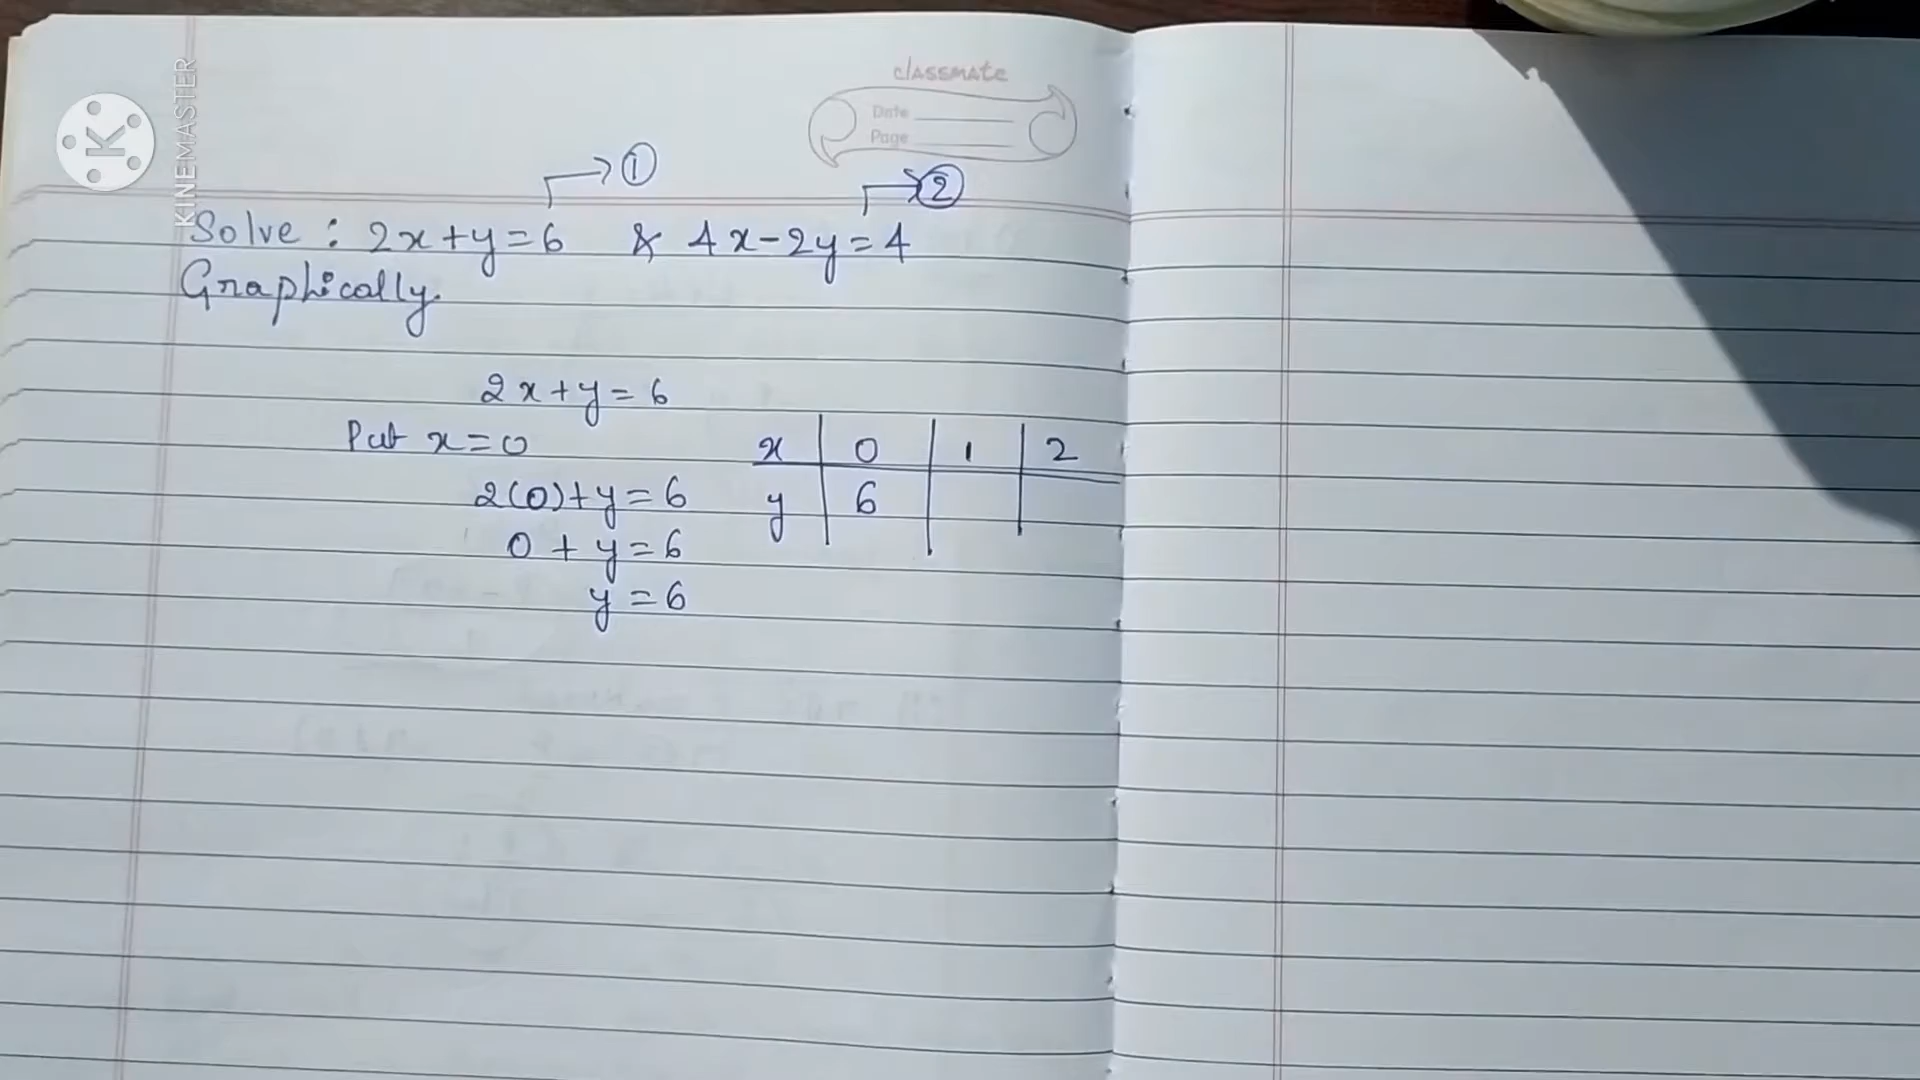 KINEMASTER
classmate
Date
Page
Solve : 2x+y=6 → ① & 4x-2y=4 → ②
Graphically.
2x+y=6
Put x=0
x | 0 | 1 | 2
2(0)+y=6
y | 6
0+y=6
y=6